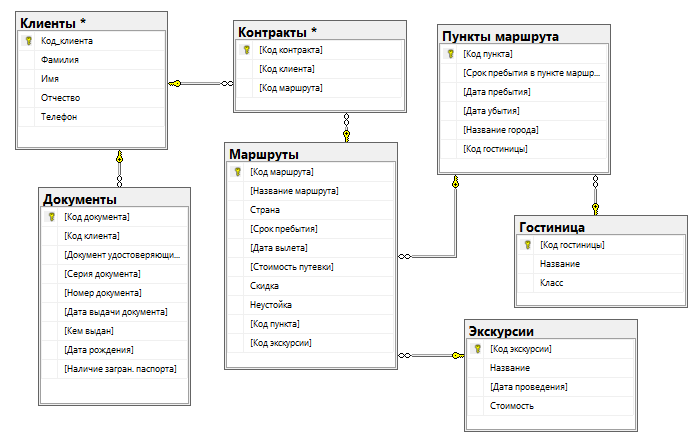 Клиенты *
Код_клиента
Фамилия
Имя
Отчество
Телефон
Контракты *
[Код контракта]
[Код клиента]
[Код маршрута]
Пункты маршрута
[Код пункта]
[Срок пребытия в пункте маршр...
[Дата пребытия]
[Дата убытия]
[Название города]
[Код гостиницы]
Маршруты
[Код маршрута]
[Название маршрута]
Страна
[Срок пребытия]
[Дата вылета]
[Стоимость путевки]
Скидка
Неустойка
[Код пункта]
[Код экскурсии]
Документы
[Код документа]
[Код клиента]
[Документ удостоверяющи...
[Серия документа]
[Номер документа]
[Дата выдачи документа]
[Кем выдан]
[Дата рождения]
[Наличие загран. паспорта]
Гостиница
[Код гостиницы]
Название
Класс
Экскурсии
[Код экскурсии]
Название
[Дата проведения]
Стоимость